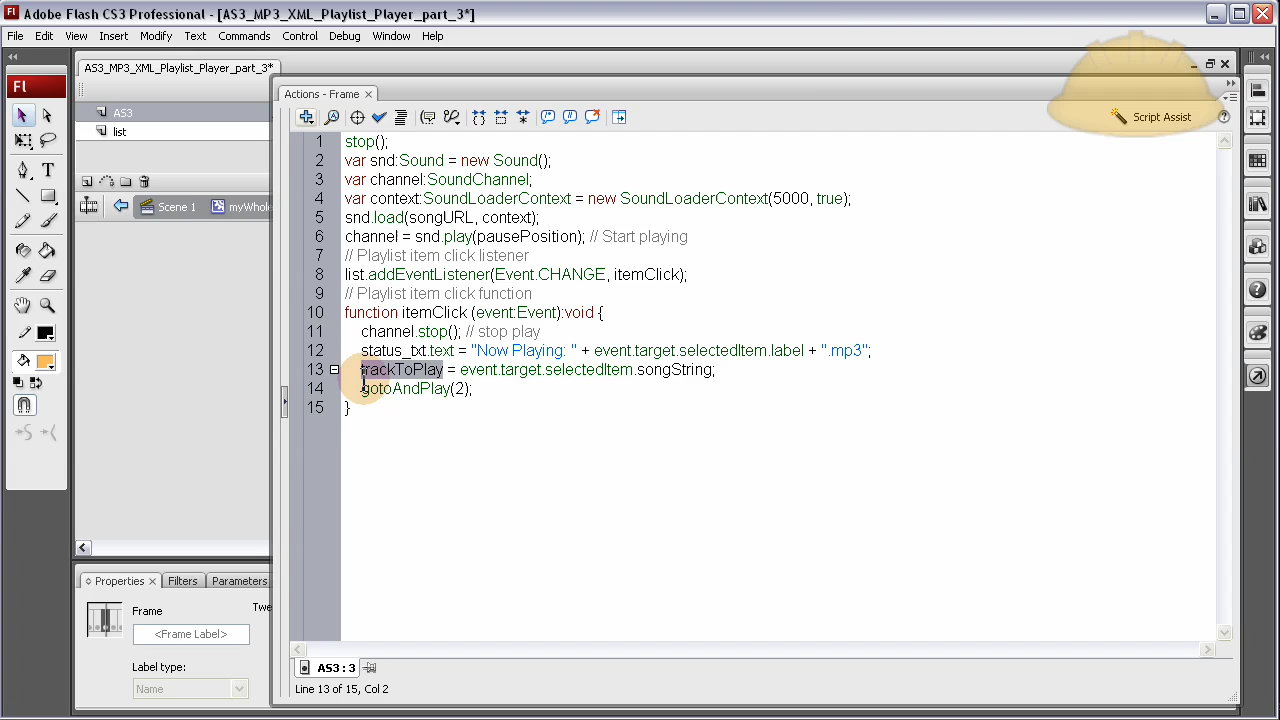 Adobe Flash CS3 Professional - [AS3_MP3_XML_Playlist_Player_part_3*]
File Edit View Insert Modify Text Commands Control Debug Window Help
AS3_MP3_XML_Playlist_Player_part_3*
Fl
Actions - Frame
AS3
Script Assist
list
1 stop();
2 var snd:Sound = new Sound();
3 var channel:SoundChannel;
4 var context:SoundLoaderContext = new SoundLoaderContext(5000, true);
5 snd.load(songURL, context);
6 channel = snd.play(pausePosition); // Start playing
7 // Playlist item click listener
8 list.addEventListener(Event.CHANGE, itemClick);
9 // Playlist item click function
10 function itemClick (event:Event):void {
11 channel.stop(); // stop play
12 status_txt.text = "Now Playing: " + event.target.selectedItem.label + ".mp3";
13 trackToPlay = event.target.selectedItem.songString;
14 gotoAndPlay(2);
15 }
Scene 1 myWhole
Properties Filters Parameters
Frame
Twe
<Frame Label>
Label type:
Name
AS3 : 3
Line 13 of 15, Col 2